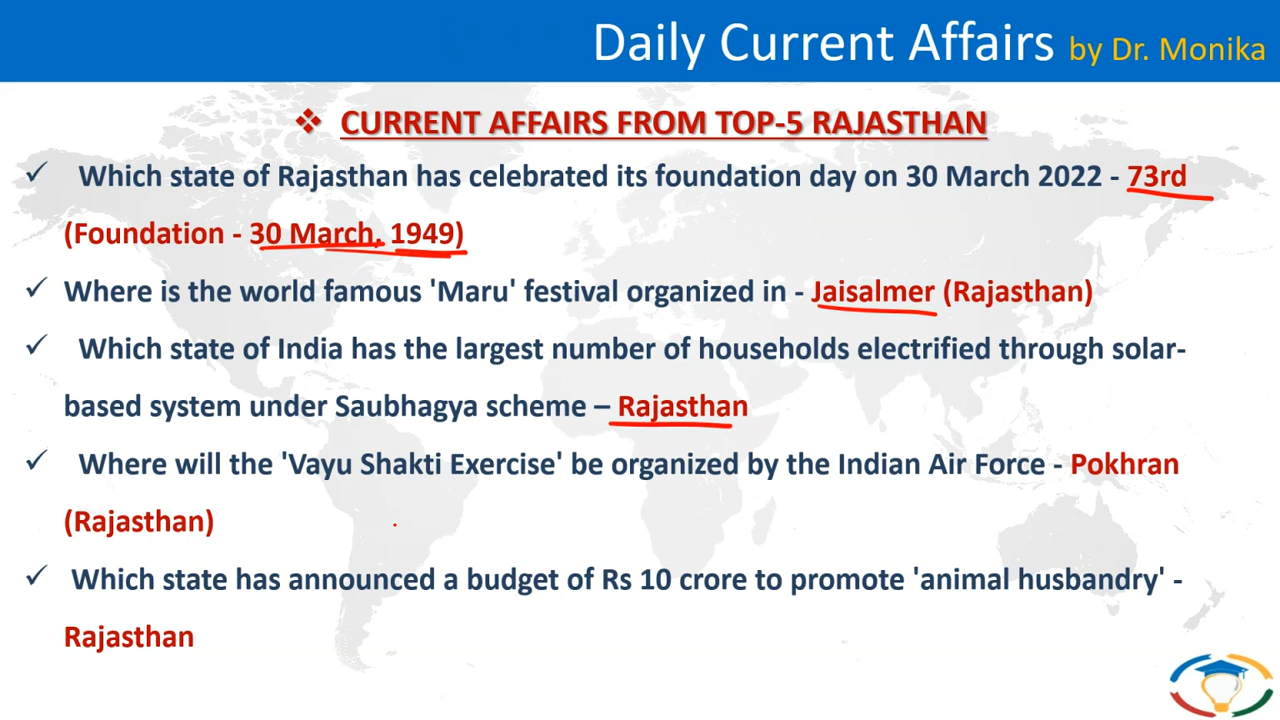 Daily Current Affairs by Dr. Monika
❖ CURRENT AFFAIRS FROM TOP-5 RAJASTHAN
✓ Which state of Rajasthan has celebrated its foundation day on 30 March 2022 - 73rd
(Foundation - 30 March, 1949)
✓ Where is the world famous 'Maru' festival organized in - Jaisalmer (Rajasthan)
✓ Which state of India has the largest number of households electrified through solar-
based system under Saubhagya scheme – Rajasthan
✓ Where will the 'Vayu Shakti Exercise' be organized by the Indian Air Force - Pokhran
(Rajasthan)
✓ Which state has announced a budget of Rs 10 crore to promote 'animal husbandry' -
Rajasthan